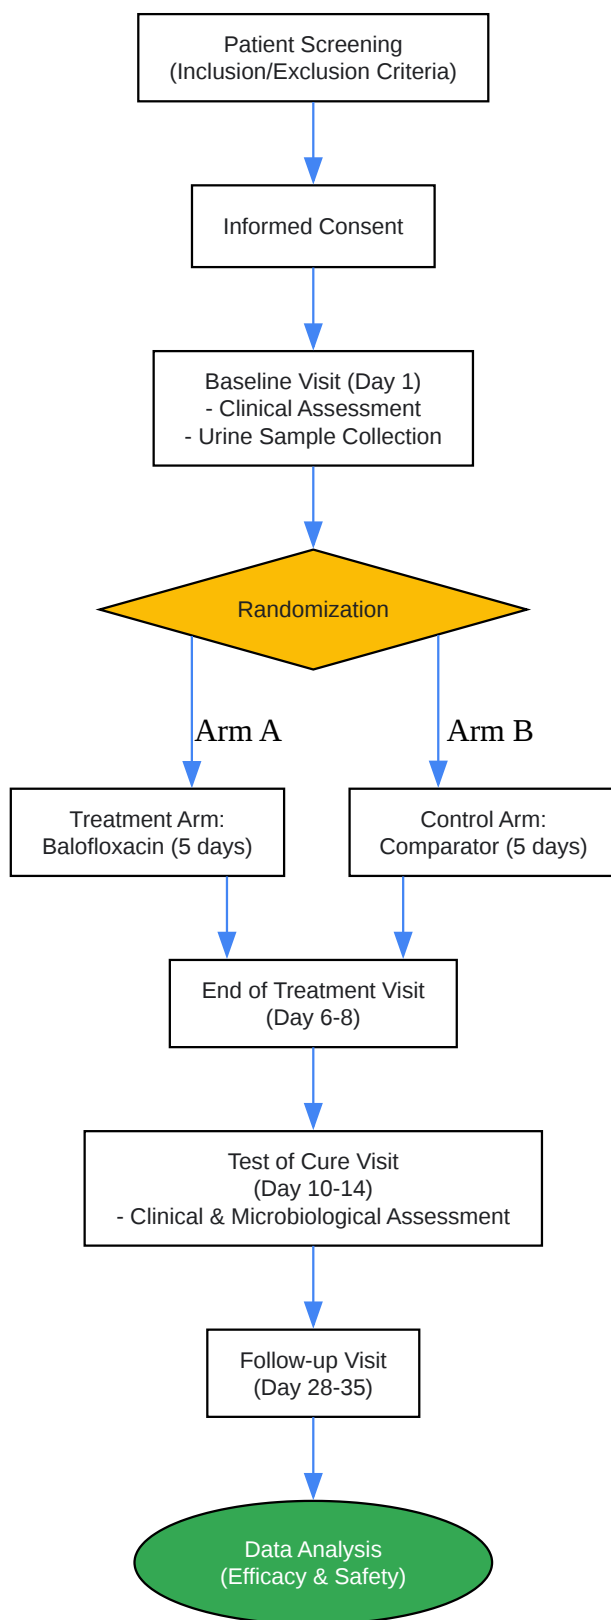 Patient Screening
(Inclusion/Exclusion Criteria)
Informed Consent
Baseline Visit (Day 1)
- Clinical Assessment
- Urine Sample Collection
Randomization
Arm A
Arm B
Treatment Arm:
Balofloxacin (5 days)
Control Arm:
Comparator (5 days)
End of Treatment Visit
(Day 6-8)
Test of Cure Visit
(Day 10-14)
- Clinical & Microbiological Assessment
Follow-up Visit
(Day 28-35)
Data Analysis
(Efficacy & Safety)